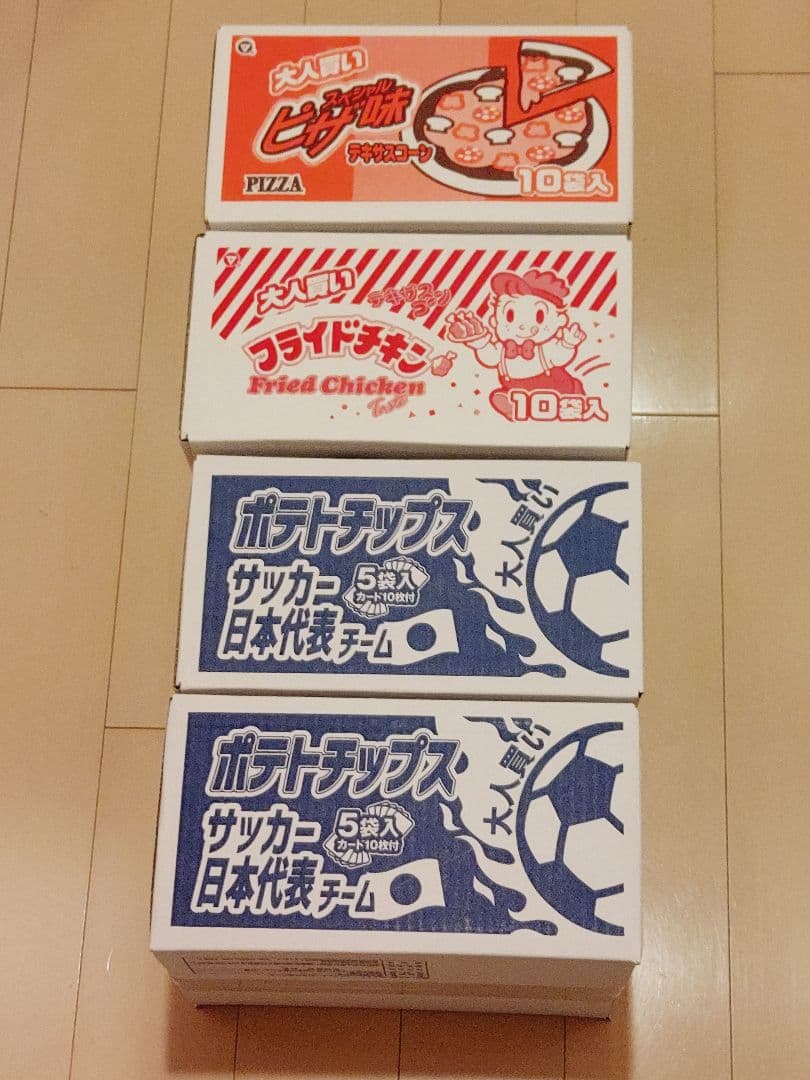 大人買い
スペシャル
ピザ味
テキサスコーン
PIZZA
10袋入
大人買い
テキサス
コーン
フライドチキン
Fried Chicken
Taste
10袋入
ポテトチップス
大人買い
サッカー
5袋入
カード10枚付
日本代表チーム
ポテトチップス
大人買い
サッカー
5袋入
カード10枚付
日本代表チーム